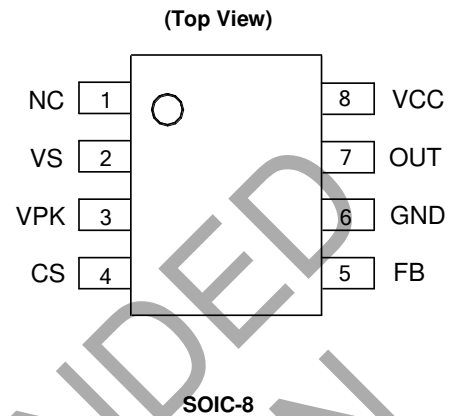 (Top View)
NC 1 8 VCC
VS 2 7 OUT
VPK 3 6 GND
CS 4 5 FB
SOIC-8